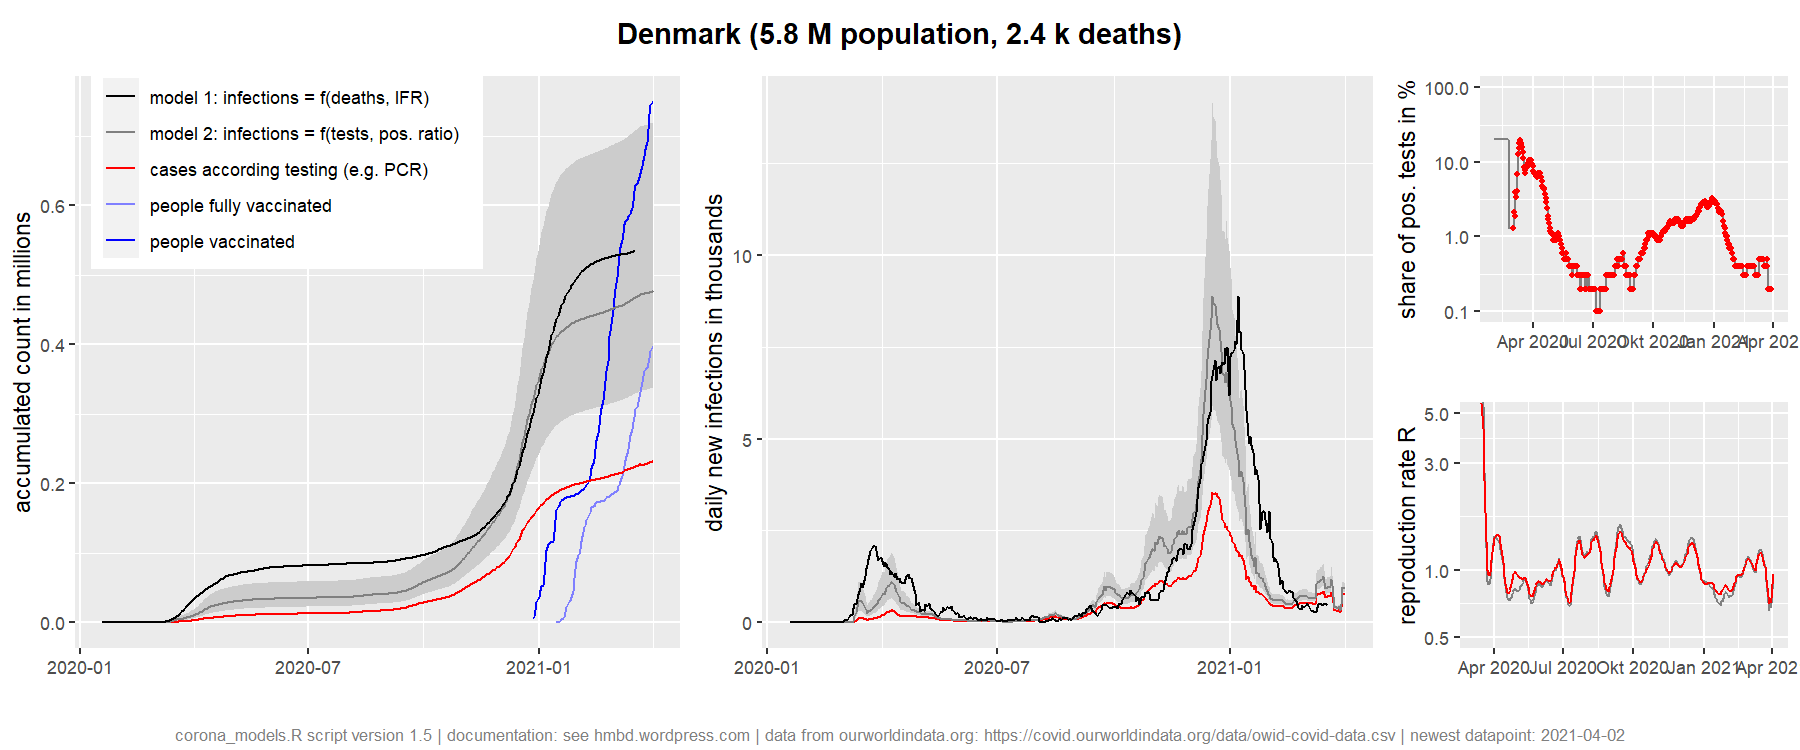 Denmark (5.8 M population, 2.4 k deaths)
accumulated count in millions
0.6
0.4
0.2
0.0
2020-01
2020-07
2021-01
model 1: infections = f(deaths, IFR)
model 2: infections = f(tests, pos. ratio)
cases according testing (e.g. PCR)
people fully vaccinated
people vaccinated
daily new infections in thousands
10
5
0
2020-01
2020-07
2021-01
share of pos. tests in %
100.0
10.0
1.0
0.1
Apr 2020
Jul 2020
Okt 2020
Jan 2021
Apr 202
reproduction rate R
5.0
3.0
1.0
0.5
Apr 2020
Jul 2020
Okt 2020
Jan 2021
Apr 202
corona_models.R script version 1.5 | documentation: see hmbd.wordpress.com | data from ourworldindata.org: https://covid.ourworldindata.org/data/owid-covid-data.csv | newest datapoint: 2021-04-02